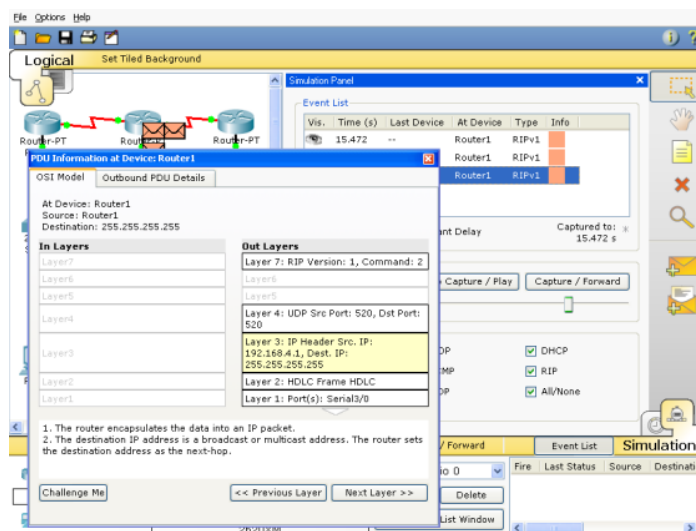 File Options Help
Logical
Set Tiled Background
Simulation Panel
Event List
Vis. Time (s) Last Device At Device Type Info
15.472 -- Router1 RIPv1
Router1 RIPv1
Router1 RIPv1
Router-PT
Router-PT
PDU Information at Device: Router1
OSI Model
Outbound PDU Details
At Device: Router1
Source: Router1
Destination: 255.255.255.255
In Layers
Layer7
Layer6
Layer5
Layer4
Layer3
Layer2
Layer1
Out Layers
Layer 7: RIP Version: 1, Command: 2
Layer6
Layer5
Layer 4: UDP Src Port: 520, Dst Port:
520
Layer 3: IP Header Src. IP:
192.168.4.1, Dest. IP:
255.255.255.255
Layer 2: HDLC Frame HDLC
Layer 1: Port(s): Serial3/0
1. The router encapsulates the data into an IP packet.
2. The destination IP address is a broadcast or multicast address. The router sets
the destination address as the next-hop.
Challenge Me
<< Previous Layer
Next Layer >>
Delay
Captured to:
15.472 s
Capture / Play
Capture / Forward
DHCP
RIP
All/None
/ Forward
Event List
Simulation
Fire Last Status Source Destinati
Delete
List Window